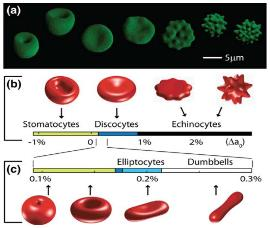 (a)
5μm
(b)
Stomatocytes Discocytes Echinocytes
-1% 0 1% 2% (Δa₀)
(c)
Elliptocytes Dumbbells
0.1% 0.2% 0.3%